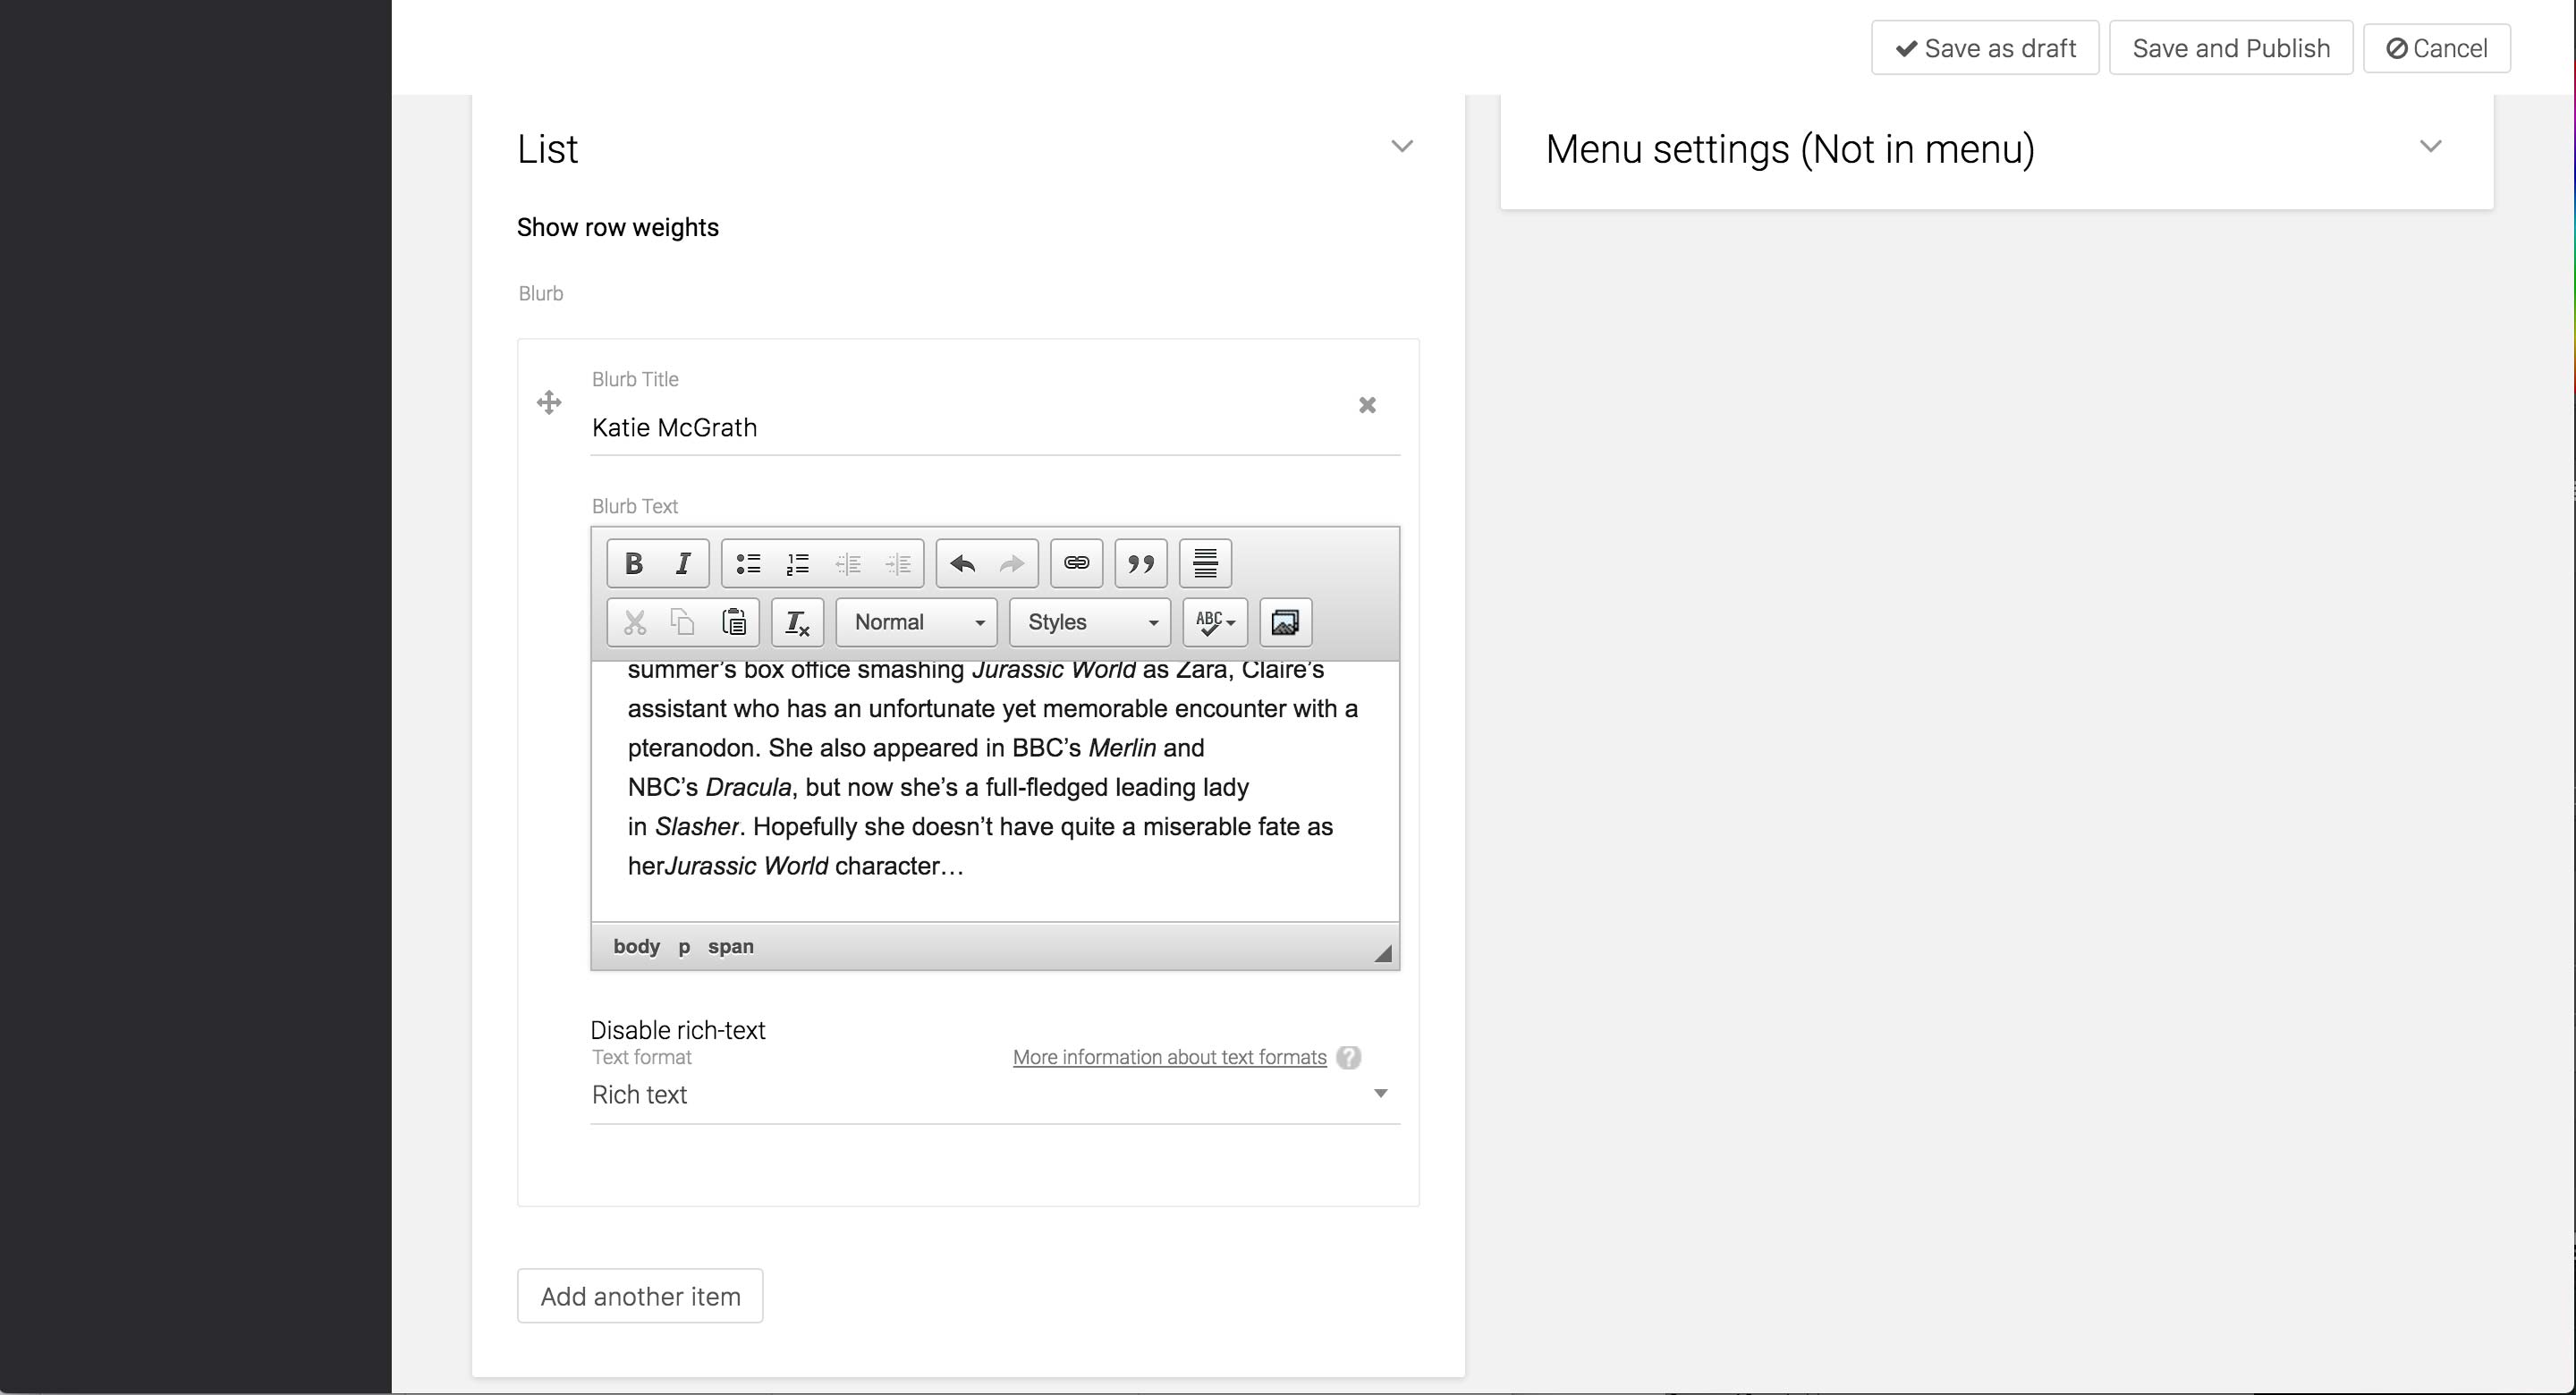 Save as draft
Save and Publish
Cancel
List
Menu settings (Not in menu)
Show row weights
Blurb
Blurb Title
Katie McGrath
Blurb Text
B I
Normal
Styles
ABC
summer’s box office smashing Jurassic World as Zara, Claire’s
assistant who has an unfortunate yet memorable encounter with a
pteranodon. She also appeared in BBC’s Merlin and
NBC’s Dracula, but now she’s a full-fledged leading lady
in Slasher. Hopefully she doesn’t have quite a miserable fate as
herJurassic World character…
body p span
Disable rich-text
Text format
More information about text formats ?
Rich text
Add another item